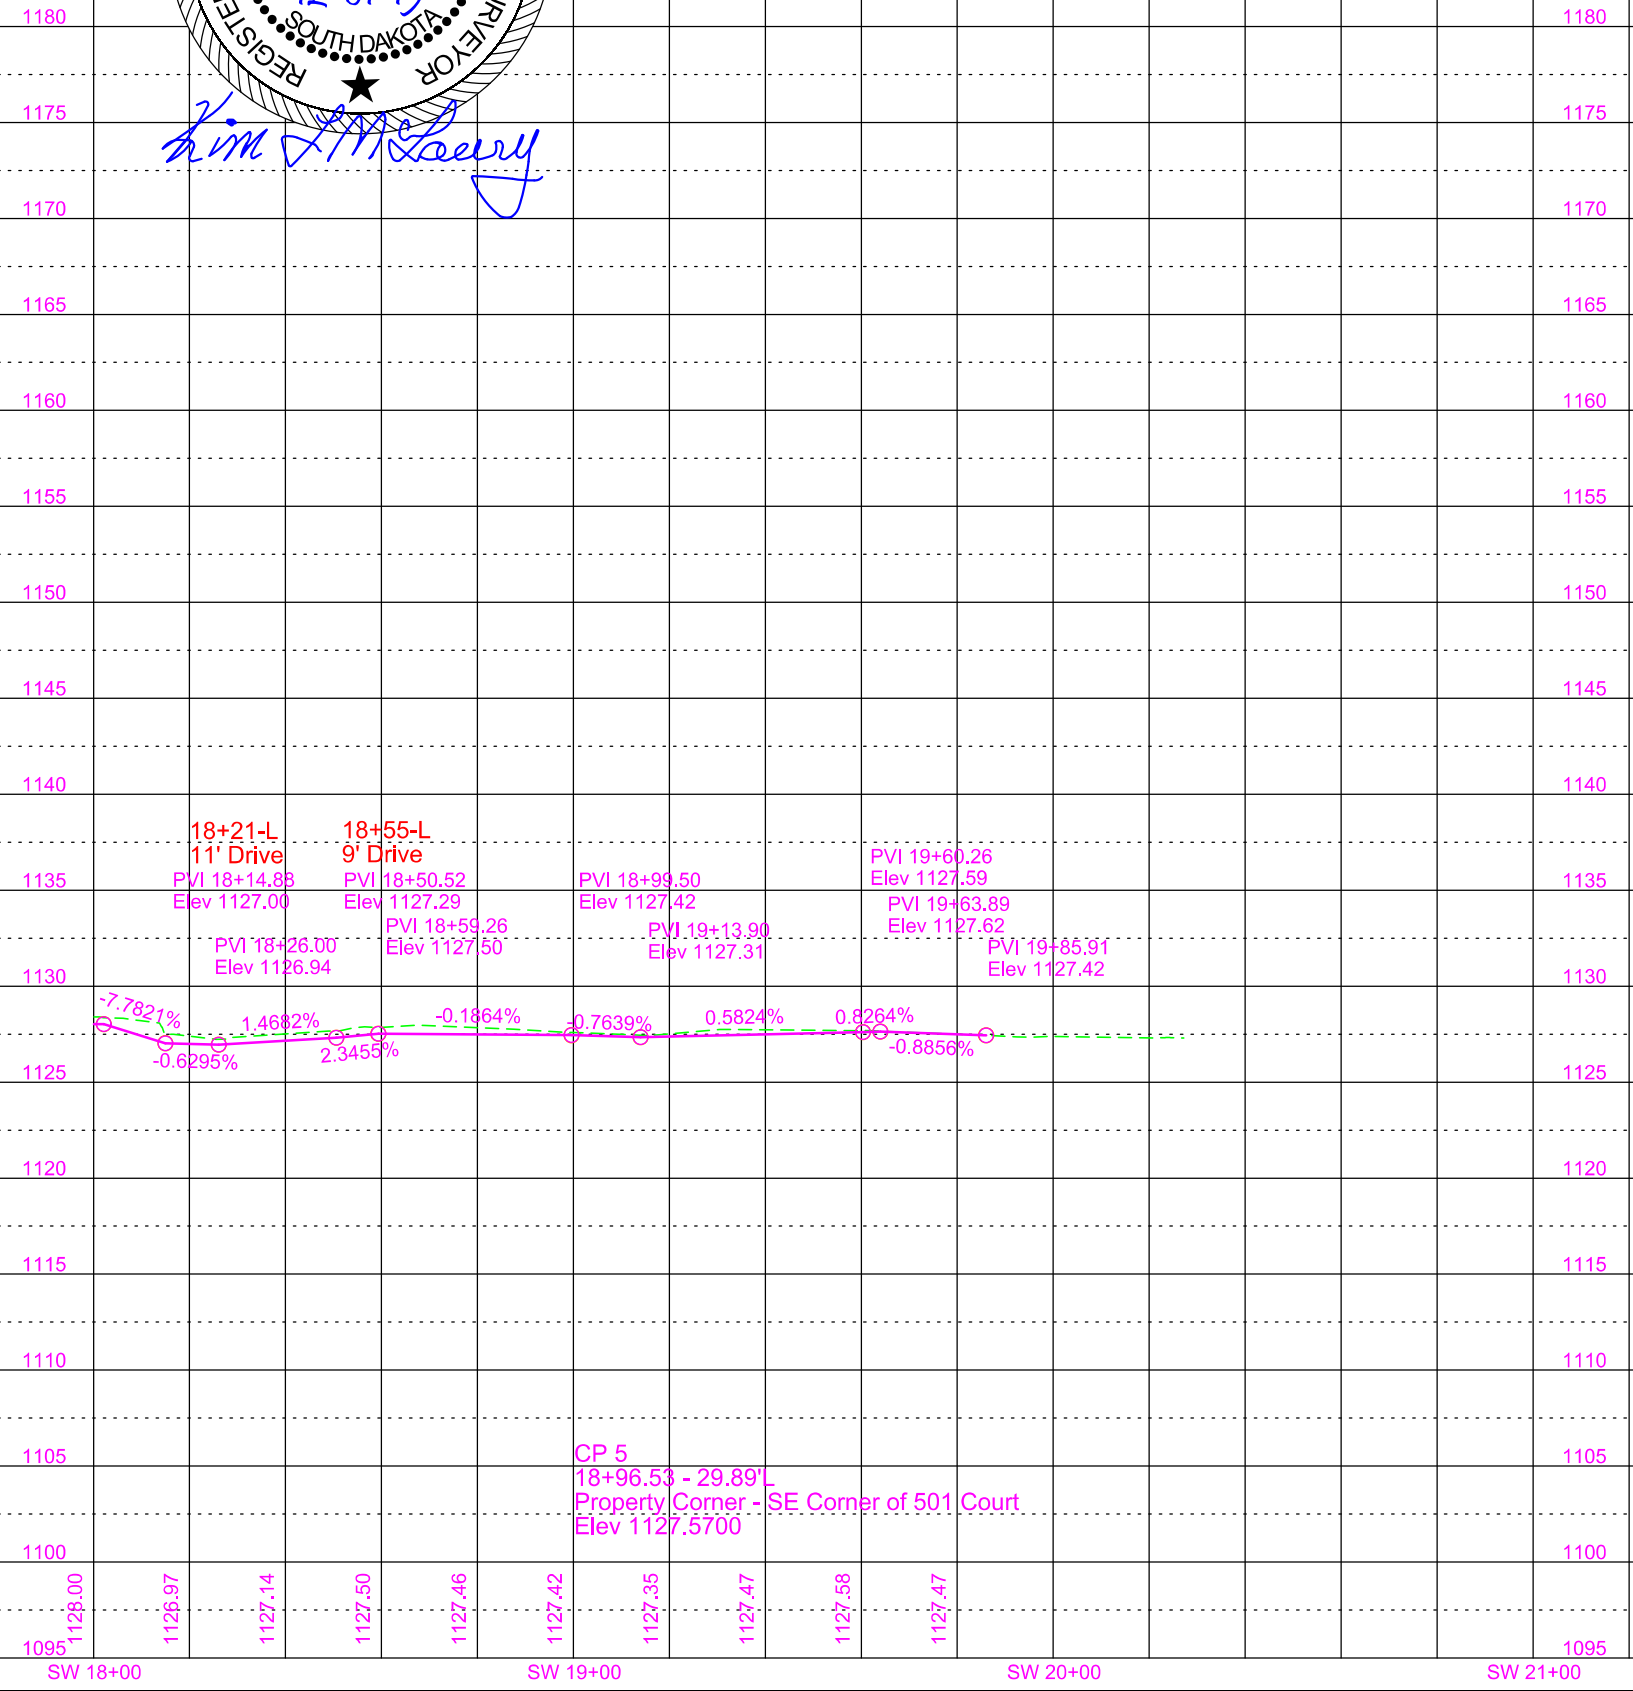 1180 1180
SOUTH DAKOTA
1175 1175
Kim
1170 1170
1165 1165
1160 1160
1155 1155
1150 1150
1145 1145
1140 1140
18+21-L
11' Drive
18+55-L
9' Drive
1135 1135
PVI 18+14.88
Elev 1127.00
PVI 18+50.52
Elev 1127.29
PVI 18+99.50
Elev 1127.42
PVI 19+60.26
Elev 1127.59
PVI 19+63.89
Elev 1127.62
PVI 18+26.00
Elev 1126.94
PVI 18+59.26
Elev 1127.50
PVI 19+13.90
Elev 1127.31
PVI 19+85.91
Elev 1127.42
1130 1130
-7.7821%
-0.6295%
1.4682%
2.3455%
-0.1864%
-0.7639%
0.5824%
0.8264%
-0.8856%
1125 1125
1120 1120
1115 1115
1110 1110
1105 1105
CP 5
18+96.53 - 29.89'L
Property Corner - SE Corner of 501 Court
Elev 1127.5700
1100 1100
1128.00
1126.97
1127.14
1127.50
1127.46
1127.42
1127.35
1127.47
1127.58
1127.47
1095 1095
SW 18+00 SW 19+00 SW 20+00 SW 21+00